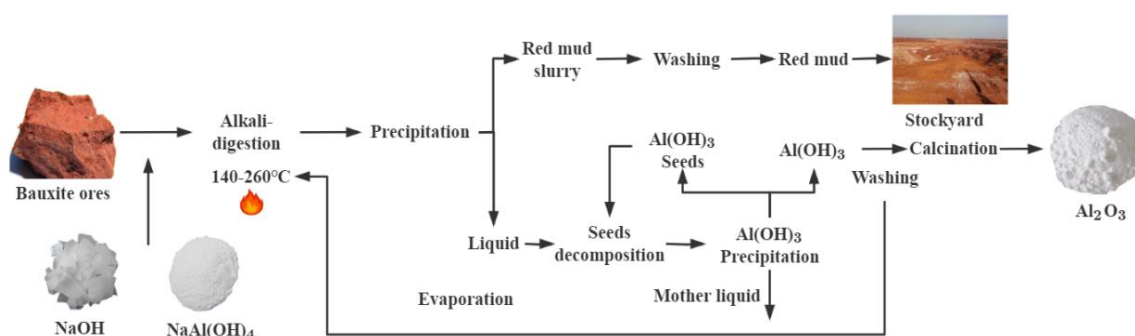 Red mud
slurry
Washing
Red mud
Stockyard
Bauxite ores
Alkali-
digestion
140-260°C
Precipitation
Al(OH)3
Seeds
Al(OH)3
Washing
Calcination
Al2O3
Liquid
Seeds
decomposition
Al(OH)3
Precipitation
Evaporation
Mother liquid
NaOH
NaAl(OH)4